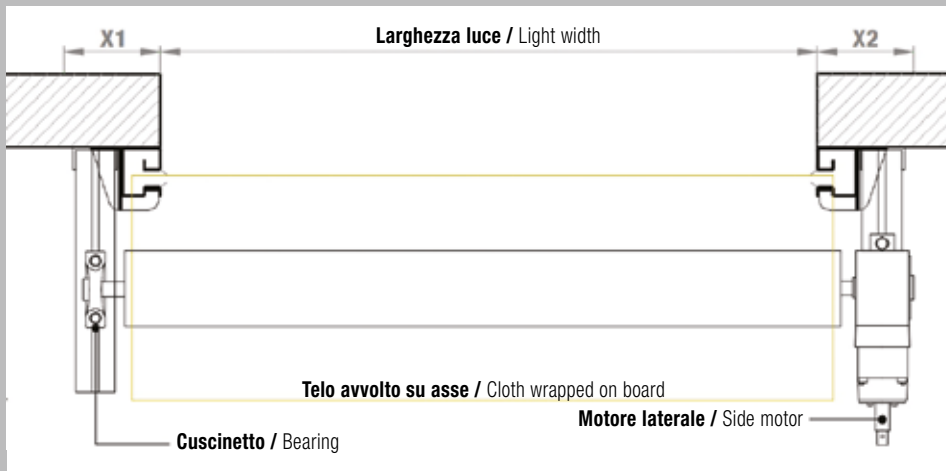 X1
Larghezza luce / Light width
X2
Telo avvolto su asse / Cloth wrapped on board
Motore laterale / Side motor
Cuscinetto / Bearing